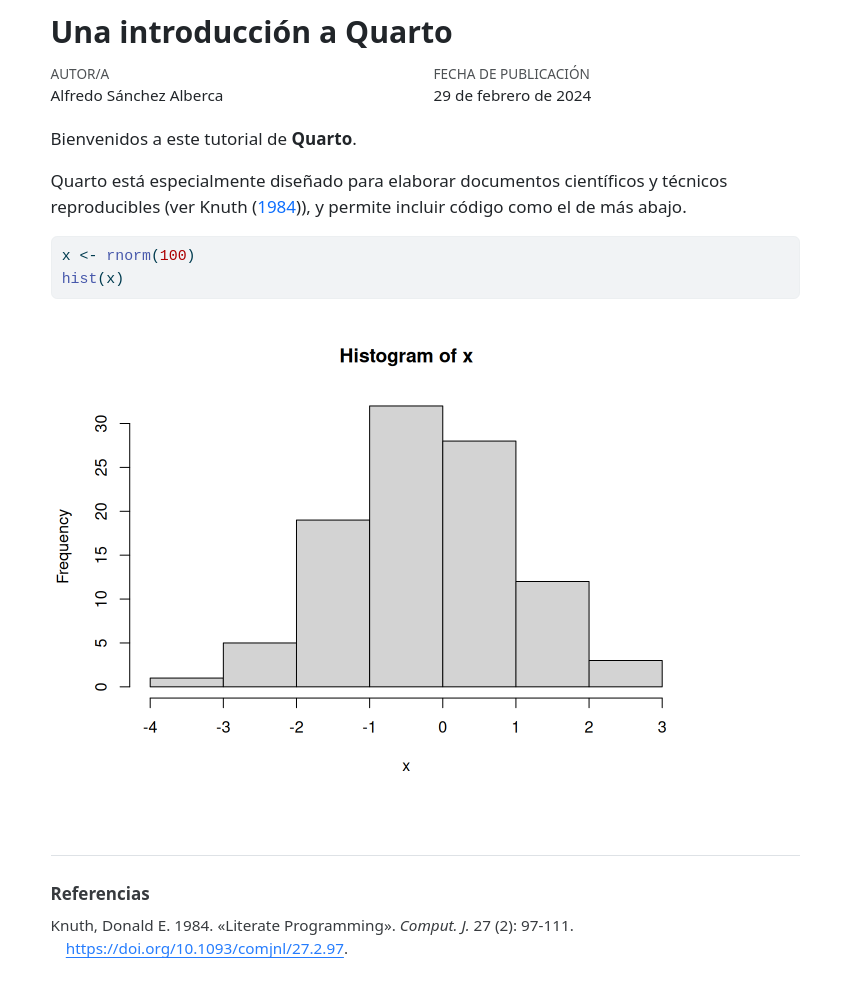 Una introducción a Quarto
AUTOR/A
FECHA DE PUBLICACIÓN
Alfredo Sánchez Alberca
29 de febrero de 2024
Bienvenidos a este tutorial de Quarto.
Quarto está especialmente diseñado para elaborar documentos científicos y técnicos
reproducibles (ver Knuth (1984)), y permite incluir código como el de más abajo.
x <- rnorm(100)
hist(x)
Histogram of x
Frequency
30
25
20
15
10
5
0
-4 -3 -2 -1 0 1 2 3
x
Referencias
Knuth, Donald E. 1984. «Literate Programming». Comput. J. 27 (2): 97-111.
https://doi.org/10.1093/comjnl/27.2.97.